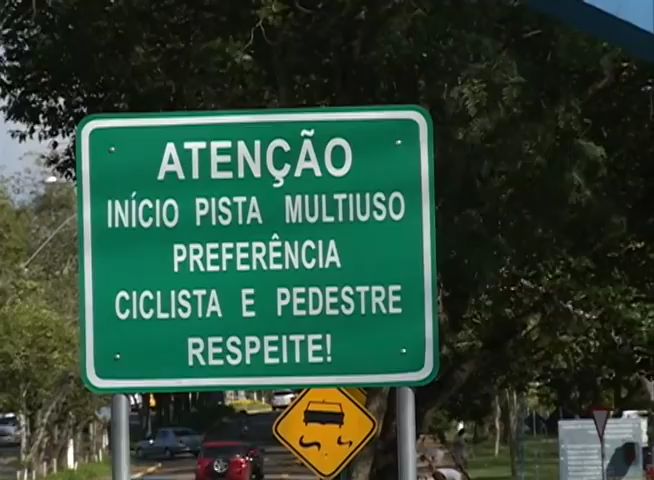 ATENÇÃO
INÍCIO PISTA MULTIUSO
PREFERÊNCIA
CICLISTA E PEDESTRE
RESPEITE!